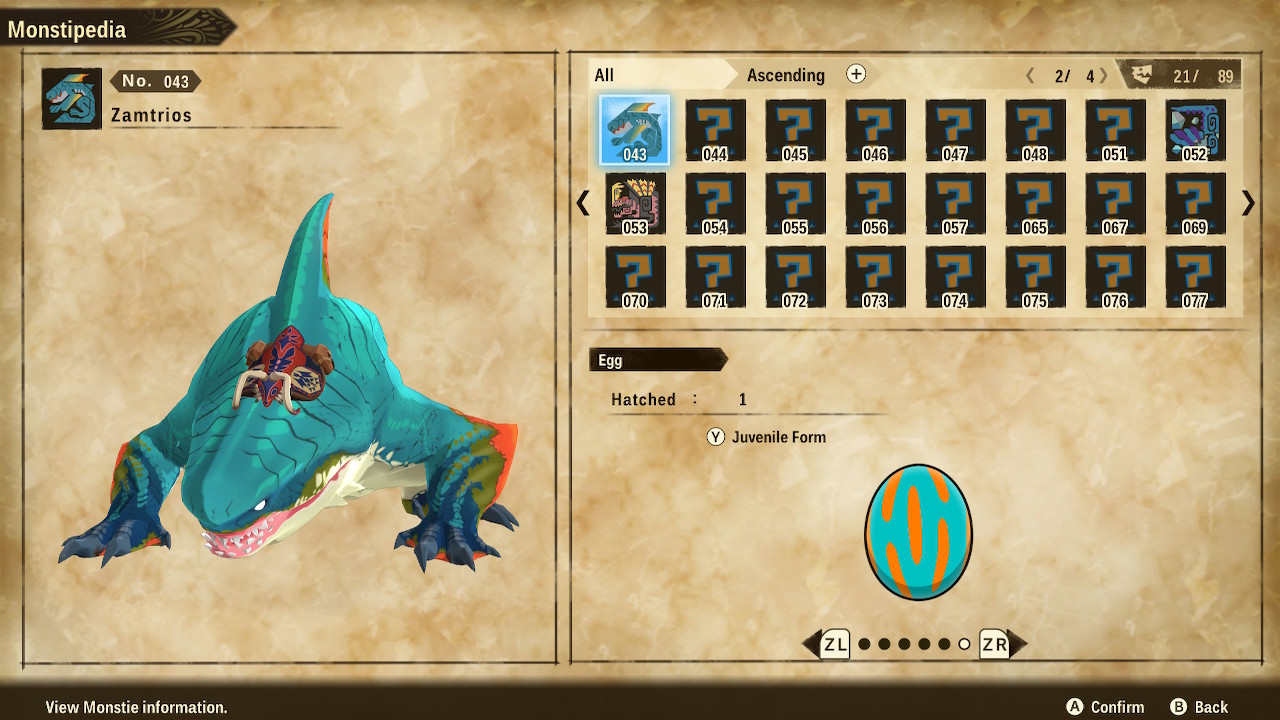 Monstipedia
No. 043
Zamtrios
All
Ascending
2/ 4
21/ 89
043 044 045 046 047 048 051 052
053 054 055 056 057 065 067 069
070 071 072 073 074 075 076 077
Egg
Hatched : 1
Y Juvenile Form
ZL ZR
View Monstie information.
A Confirm B Back